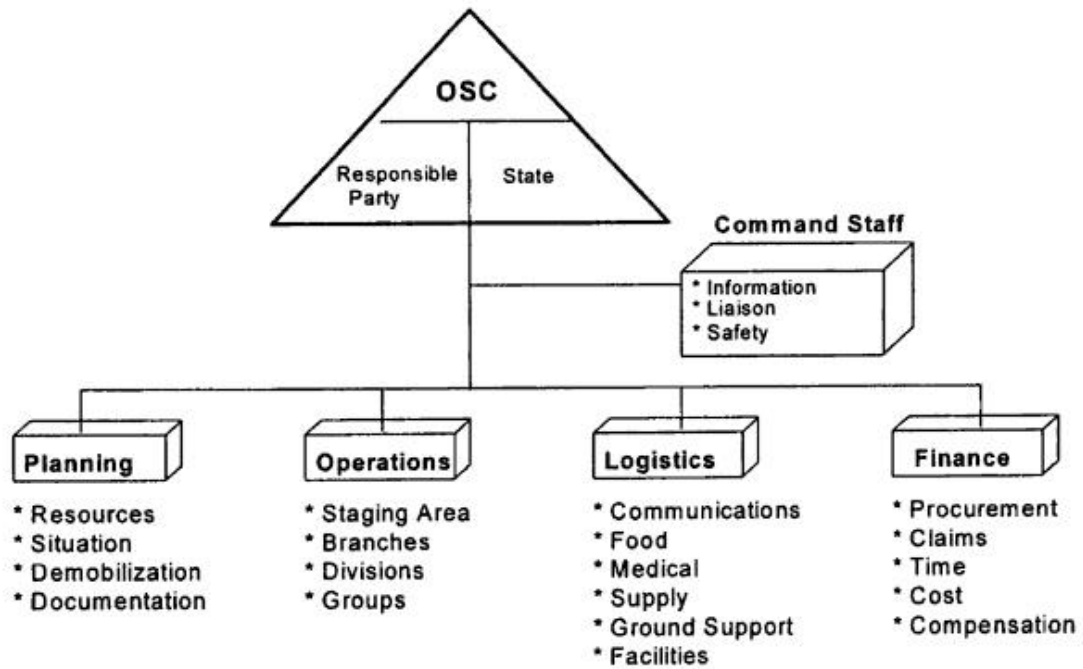 OSC
Responsible
Party
State
Command Staff
* Information
* Liaison
* Safety
Planning
* Resources
* Situation
* Demobilization
* Documentation
Operations
* Staging Area
* Branches
* Divisions
* Groups
Logistics
* Communications
* Food
* Medical
* Supply
* Ground Support
* Facilities
Finance
* Procurement
* Claims
* Time
* Cost
* Compensation